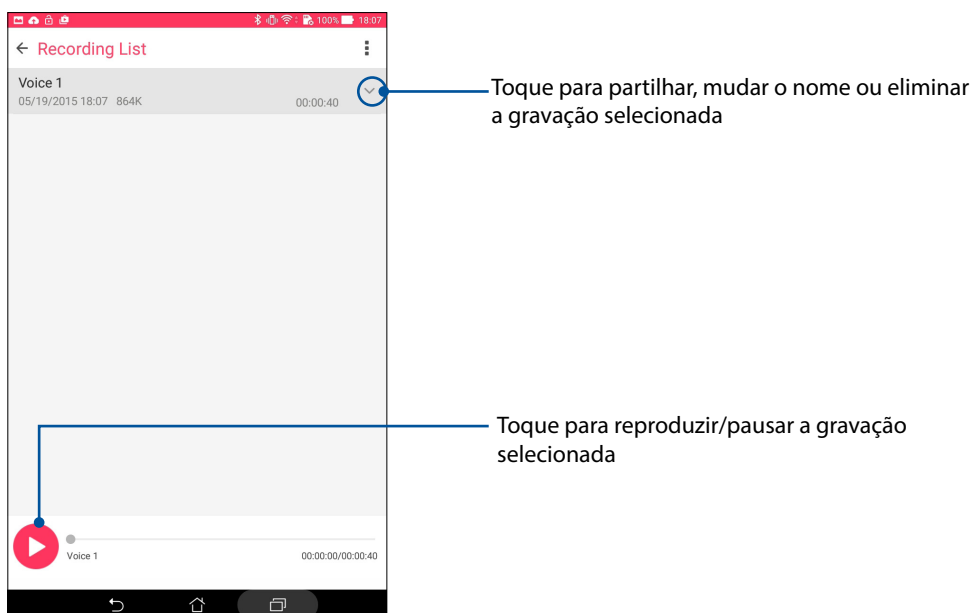 100% 18:07
Recording List
Voice 1
05/19/2015 18:07 864K 00:00:40
Toque para partilhar, mudar o nome ou eliminar
a gravação selecionada
Toque para reproduzir/pausar a gravação
selecionada
Voice 1 00:00:00/00:00:40